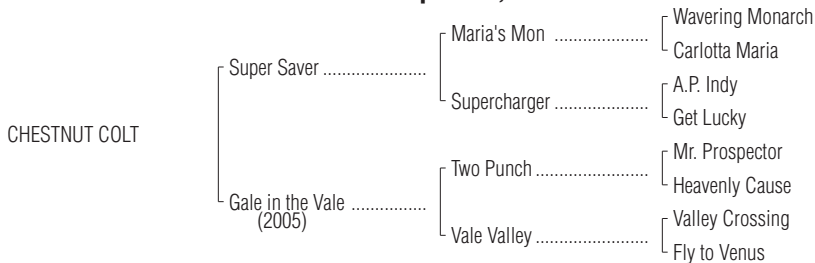 Wavering Monarch
Maria's Mon ....................
Carlotta Maria
Super Saver ......................
A.P. Indy
Supercharger ....................
Get Lucky
CHESTNUT COLT
Mr. Prospector
Two Punch ........................
Heavenly Cause
Gale in the Vale ................
(2005)
Valley Crossing
Vale Valley ........................
Fly to Venus